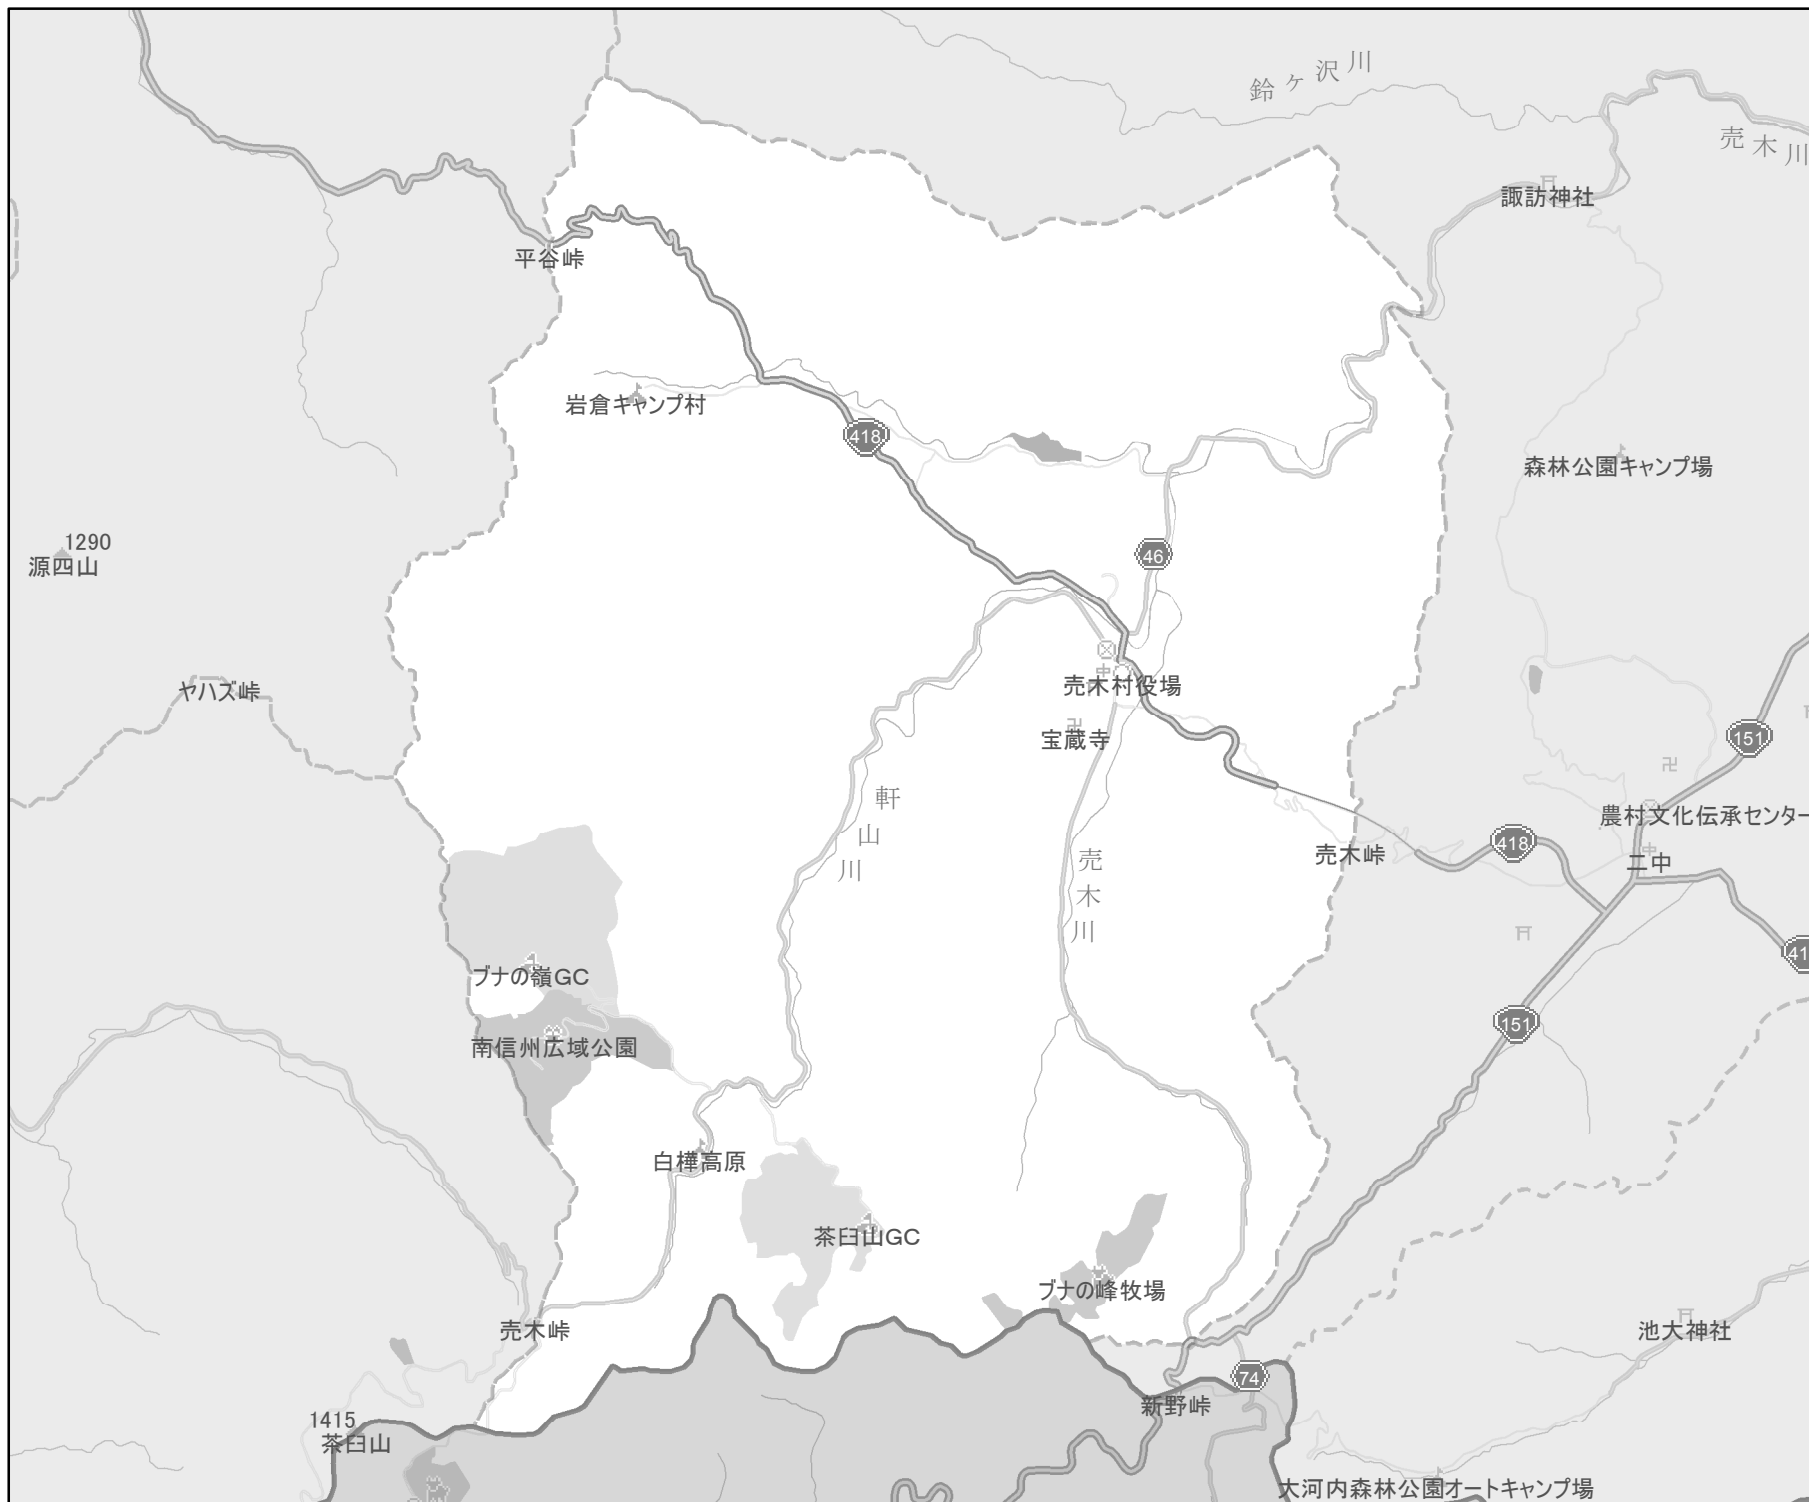 鈴ヶ沢川
売木川
諏訪神社
平谷峠
岩倉キャンプ村
418
森林公園キャンプ場
1290
源四山
46
ヤハズ峠
売木村役場
宝蔵寺
151
軒山川
農村文化伝承センター
売木峠
418
二中
売木川
ブナの嶺GC
南信州広域公園
151
白樺高原
茶臼山GC
ブナの峰牧場
売木峠
池大神社
74
新野峠
1415
茶臼山
大河内森林公園オートキャンプ場